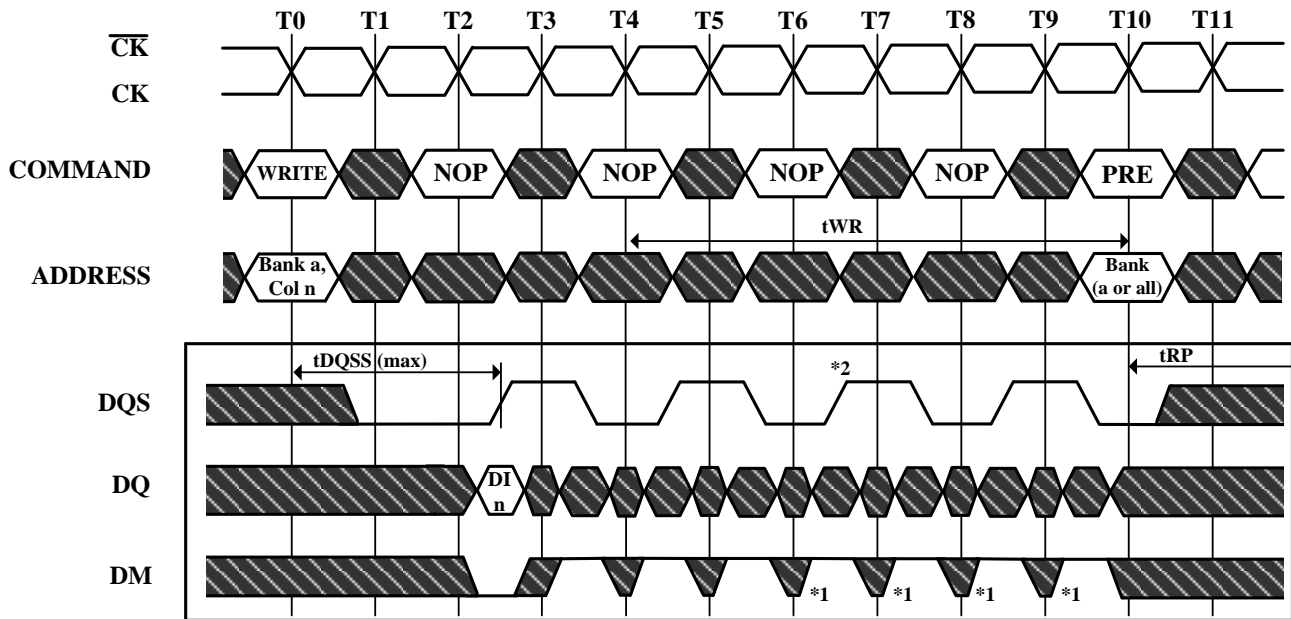 T0 T1 T2 T3 T4 T5 T6 T7 T8 T9 T10 T11
CK
CK
COMMAND WRITE NOP NOP NOP NOP PRE
tWR
ADDRESS
Bank a,
Col n
Bank
(a or all)
tDQSS (max) *2 tRP
DQS
DQ
DI
n
DM
*1 *1 *1 *1